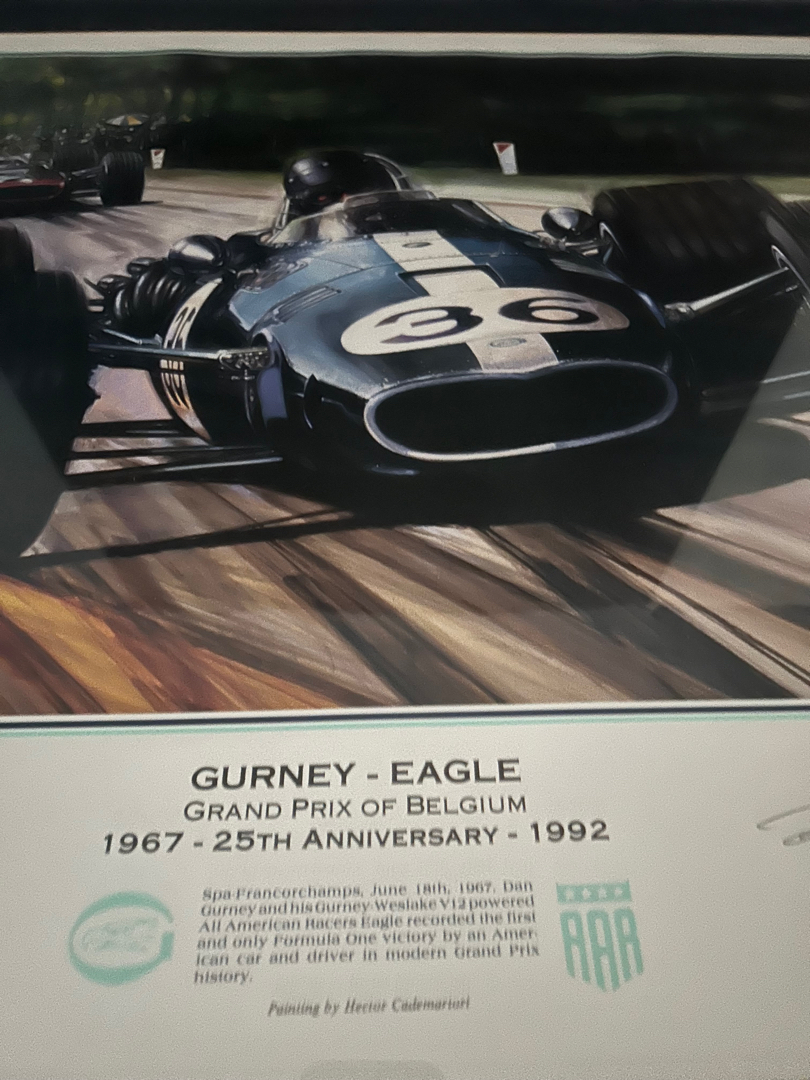 36
GURNEY - EAGLE
GRAND PRIX OF BELGIUM
1967 - 25TH ANNIVERSARY - 1992
Spa-Francorchamps, June 18th, 1967. Dan
Gurney and his Gurney-Weslake V12 powered
All American Racers Eagle recorded the first
and only Formula One victory by an Amer-
ican car and driver in modern Grand Prix
history.
AAR
Painting by Hector Cademartori